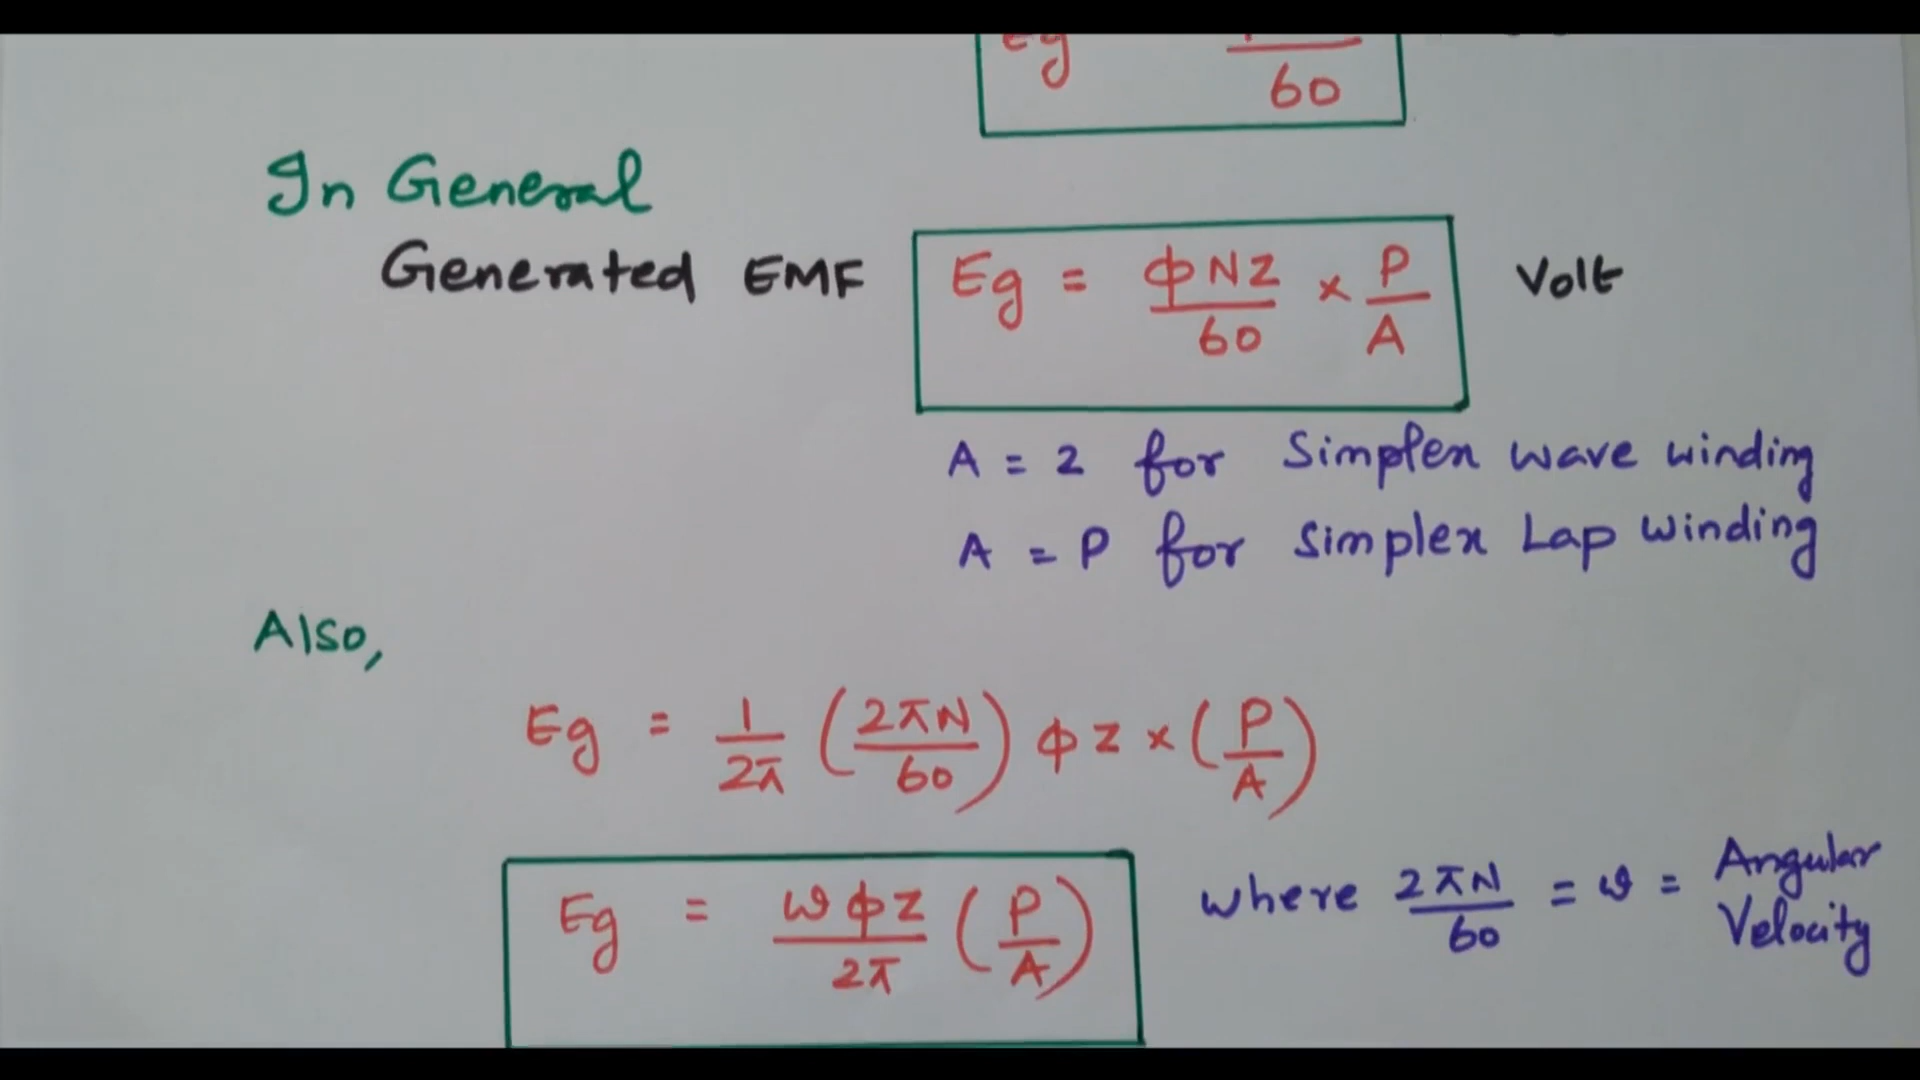 Eg
60
In General
Generated EMF Eg = ΦNZ/60 × P/A Volt
A = 2 for Simplex wave winding
A = P for Simplex Lap winding
Also,
Eg = 1/2π (2πN/60) Φ Z × (P/A)
Eg = ωΦZ/2π (P/A) where 2πN/60 = ω = Angular Velocity